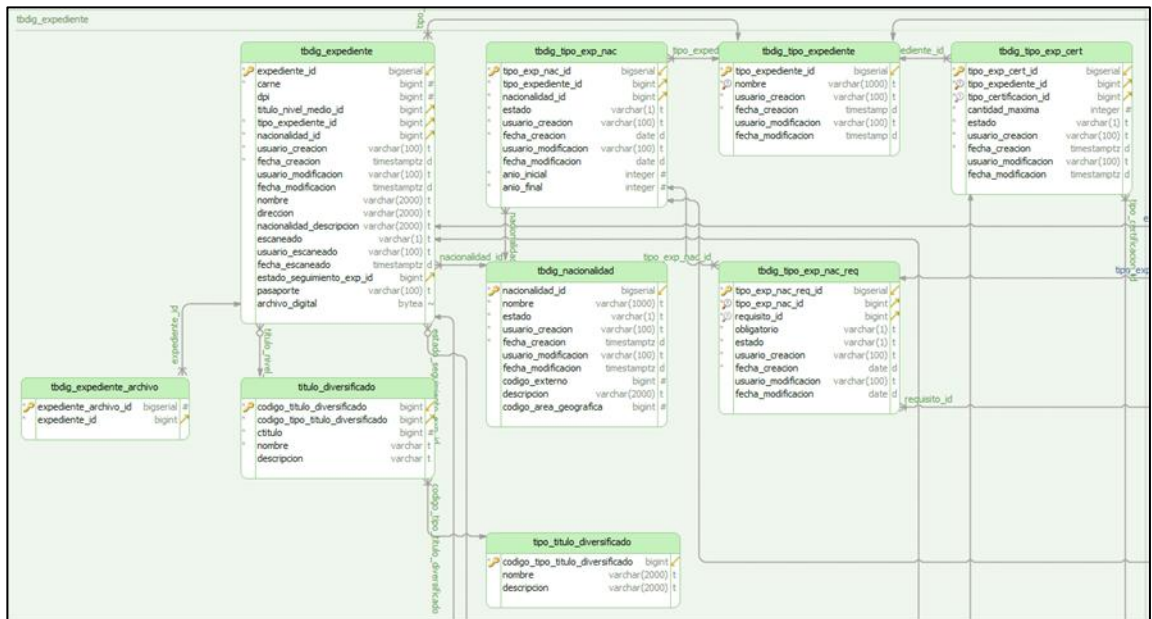 tbdig_expediente
tbdig_expediente
expediente_id bigserial
carne bigint #
dpi bigint #
titulo_nivel_medio_id bigint
tipo_expediente_id bigint
nacionalidad_id bigint
usuario_creacion varchar(100) t
fecha_creacion timestamptz d
usuario_modificacion varchar(100) t
fecha_modificacion timestamptz d
nombre varchar(2000) t
direccion varchar(2000) t
nacionalidad_descripcion varchar(2000) t
escaneado varchar(1) t
usuario_escaneado varchar(100) t
fecha_escaneado timestamptz d
estado_seguimiento_exp_id bigint
pasaporte varchar(100) t
archivo_digital bytea ~
tbdig_tipo_exp_nac
tipo_exp_nac_id bigserial
tipo_expediente_id bigint
nacionalidad_id bigint
estado varchar(1) t
usuario_creacion varchar(100) t
fecha_creacion date d
usuario_modificacion varchar(100) t
fecha_modificacion date d
anio_inicial integer #
anio_final integer #
tipo_exped
tbdig_tipo_expediente
tipo_expediente_id bigserial
nombre varchar(1000) t
usuario_creacion varchar(100) t
fecha_creacion timestamp d
usuario_modificacion varchar(100) t
fecha_modificacion timestamp d
ediente_id
tbdig_tipo_exp_cert
tipo_exp_cert_id bigserial
tipo_expediente_id bigint
tipo_certificacion_id bigint
cantidad_maxima integer #
estado varchar(1) t
usuario_creacion varchar(100) t
fecha_creacion timestamptz d
usuario_modificacion varchar(100) t
fecha_modificacion timestamptz d
nacionalidad
nacionalidad_id
tipo_exp_nac_id
tbdig_nacionalidad
nacionalidad_id bigserial
nombre varchar(1000) t
estado varchar(1) t
usuario_creacion varchar(100) t
fecha_creacion timestamptz d
usuario_modificacion varchar(100) t
fecha_modificacion timestamptz d
codigo_externo bigint #
descripcion varchar(2000) t
codigo_area_geografica bigint #
tbdig_tipo_exp_nac_req
tipo_exp_nac_req_id bigserial
tipo_exp_nac_id bigint
requisito_id bigint
obligatorio varchar(1) t
estado varchar(1) t
usuario_creacion varchar(100) t
fecha_creacion date d
usuario_modificacion varchar(100) t
fecha_modificacion date d
requisito_id
tipo_certificacion_id
tipo_exp
expediente_id
titulo_nivel
tbdig_expediente_archivo
expediente_archivo_id bigserial #
expediente_id bigint
titulo_diversificado
codigo_titulo_diversificado bigint
codigo_tipo_titulo_diversificado bigint
ctitulo bigint #
nombre varchar t
descripcion varchar t
codigo_tipo_titulo_diversificado
tipo_titulo_diversificado
codigo_tipo_titulo_diversificado bigint
nombre varchar(2000) t
descripcion varchar(2000) t